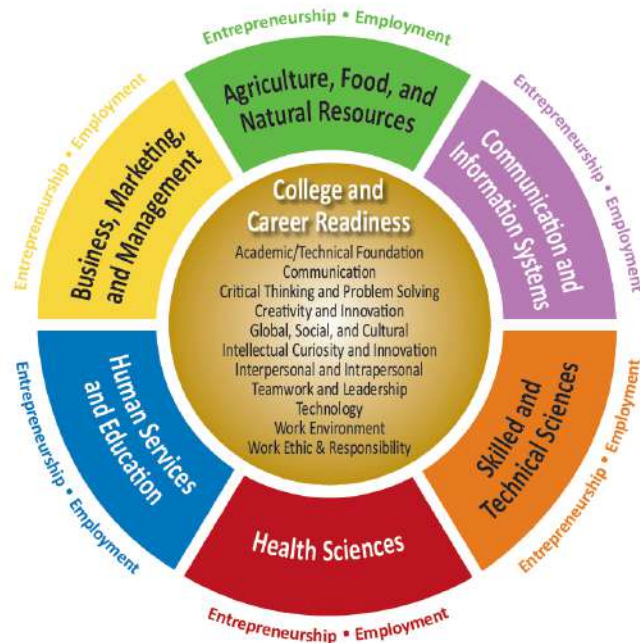 Entrepreneurship • Employment
Agriculture, Food, and
Natural Resources
Entrepreneurship • Employment
Communication and
Information Systems
Entrepreneurship • Employment
Skilled and
Technical Sciences
Entrepreneurship • Employment
Health Sciences
Entrepreneurship • Employment
Human Services
and Education
Entrepreneurship • Employment
Business, Marketing,
and Management
College and
Career Readiness
Academic/Technical Foundation
Communication
Critical Thinking and Problem Solving
Creativity and Innovation
Global, Social, and Cultural
Intellectual Curiosity and Innovation
Interpersonal and Intrapersonal
Teamwork and Leadership
Technology
Work Environment
Work Ethic & Responsibility